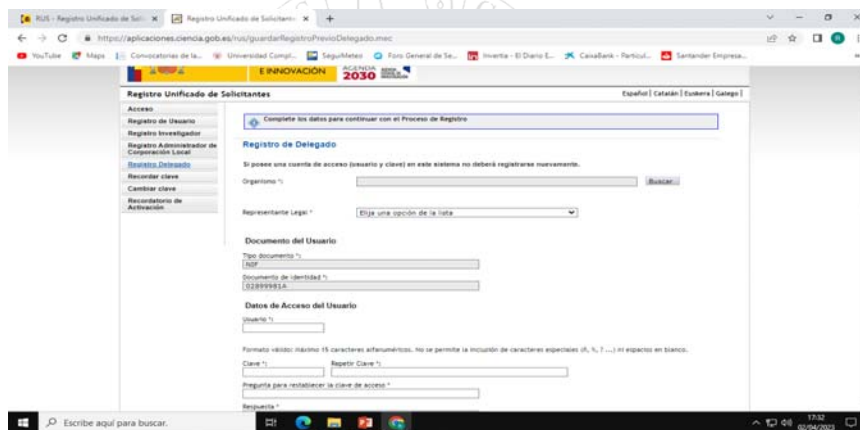 RUS - Registro Unificado de Soli
Registro Unificado de Solicitante
https://aplicaciones.ciencia.gob.es/rus/guardarRegistroPrevioDelegado.mec
YouTube
Maps
Convocatorias de la...
Universidad Compl...
SeguiMeteo
Foro General de Se...
Invertia - El Diario E...
CaixaBank - Particul...
Santander Empresa...
E INNOVACIÓN
AGENDA
2030
Registro Unificado de Solicitantes
Español | Catalán | Euskera | Galego |
Acceso
Registro de Usuario
Registro Investigador
Registro Administrador de
Corporación Local
Registro Delegado
Recordar clave
Cambiar clave
Recordatorio de
Activación
Complete los datos para continuar con el Proceso de Registro
Registro de Delegado
Si posee una cuenta de acceso (usuario y clave) en este sistema no deberá registrarse nuevamente.
Organismo *:
Buscar
Representante Legal *
Elija una opción de la lista
Documento del Usuario
Tipo documento *:
NIF
Documento de identidad *:
02899981A
Datos de Acceso del Usuario
Usuario *:
Formato válido: máximo 15 caracteres alfanuméricos. No se permite la inclusión de caracteres especiales (ñ, %, ? ...) ni espacios en blanco.
Clave *:
Repetir Clave *:
Pregunta para restablecer la clave de acceso *
Respuesta *
Escribe aquí para buscar.
17:32
02/04/2023